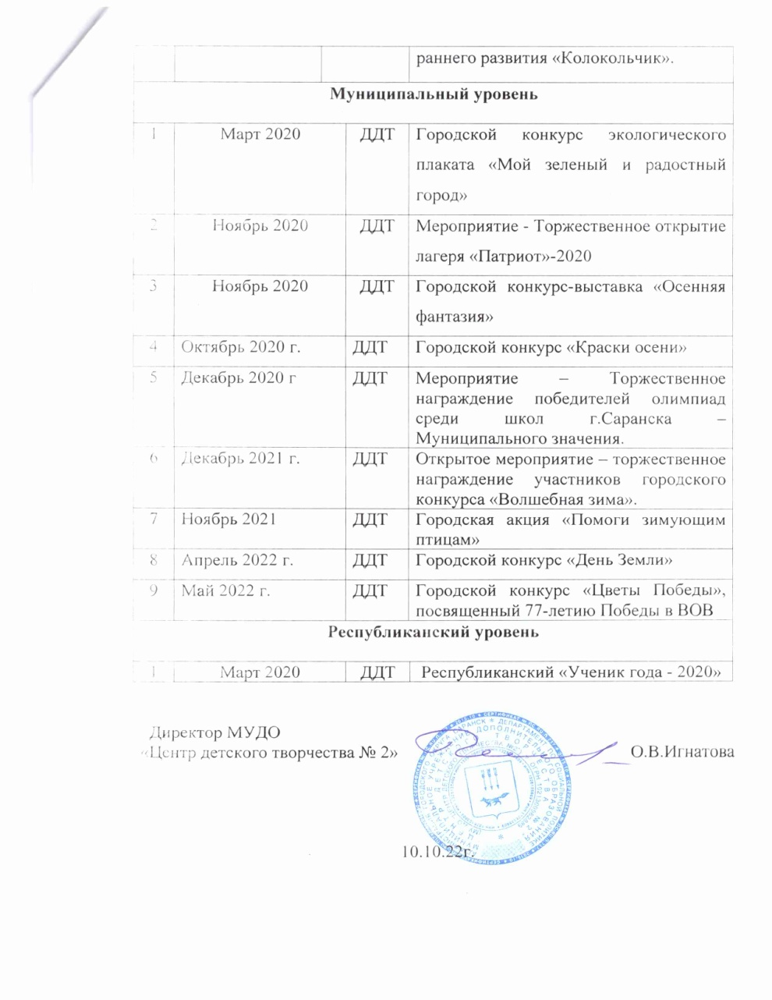 раннего развития «Колокольчик».
Муниципальный уровень
1 Март 2020 ДДТ Городской конкурс экологического
плаката «Мой зеленый и радостный
город»
2 Ноябрь 2020 ДДТ Мероприятие - Торжественное открытие
лагеря «Патриот»-2020
3 Ноябрь 2020 ДДТ Городской конкурс-выставка «Осенняя
фантазия»
4 Октябрь 2020 г. ДДТ Городской конкурс «Краски осени»
5 Декабрь 2020 г ДДТ Мероприятие – Торжественное
награждение победителей олимпиад
среди школ г.Саранска –
Муниципального значения.
6 Декабрь 2021 г. ДДТ Открытое мероприятие – торжественное
награждение участников городского
конкурса «Волшебная зима».
7 Ноябрь 2021 ДДТ Городская акция «Помоги зимующим
птицам»
8 Апрель 2022 г. ДДТ Городской конкурс «День Земли»
9 Май 2022 г. ДДТ Городской конкурс «Цветы Победы»,
посвященный 77-летию Победы в ВОВ
Республиканский уровень
1 Март 2020 ДДТ Республиканский «Ученик года - 2020»
Директор МУДО
«Центр детского творчества № 2» О.В.Игнатова
10.10.22г.